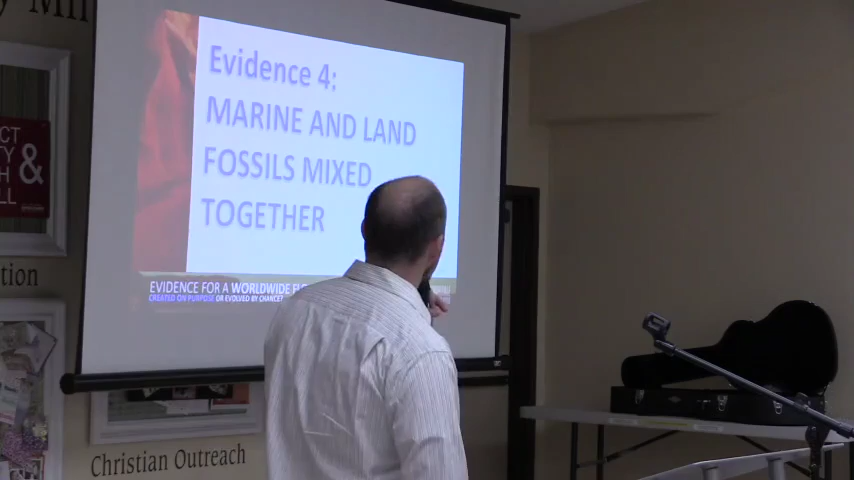 Evidence 4:
MARINE AND LAND
FOSSILS MIXED
TOGETHER
EVIDENCE FOR A WORLDWIDE
CREATED ON PURPOSE OR EVOLVED BY CHANCE?
&
Christian Outreach